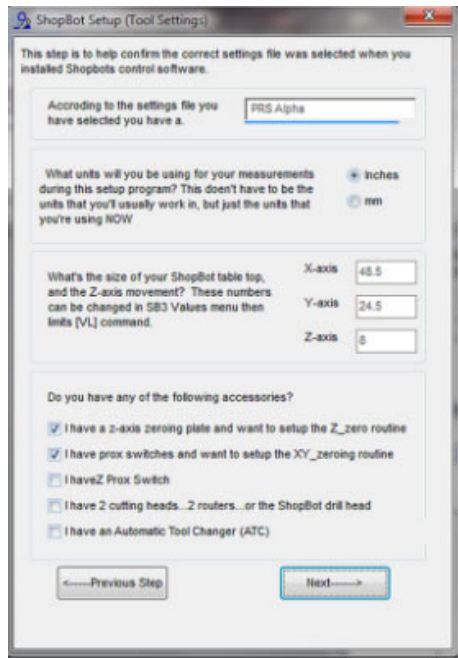 ShopBot Setup (Tool Settings)
This step is to help confirm the correct settings file was selected when you
installed Shopbots control software.
Accroding to the settings file you
have selected you have a.
PRS Alpha
What units will you be using for your measurements
during this setup program? This doen't have to be the
units that you'll usually work in, but just the units that
you're using NOW
inches
mm
What's the size of your ShopBot table top,
and the Z-axis movement? These numbers
can be changed in SB3 Values menu then
limits [VL] command.
X-axis 48.5
Y-axis 24.5
Z-axis 8
Do you have any of the following accessories?
I have a z-axis zeroing plate and want to setup the Z_zero routine
I have prox switches and want to setup the XY_zeroing routine
I haveZ Prox Switch
I have 2 cutting heads...2 routers...or the ShopBot drill head
I have an Automatic Tool Changer (ATC)
<-----Previous Step
Next----->